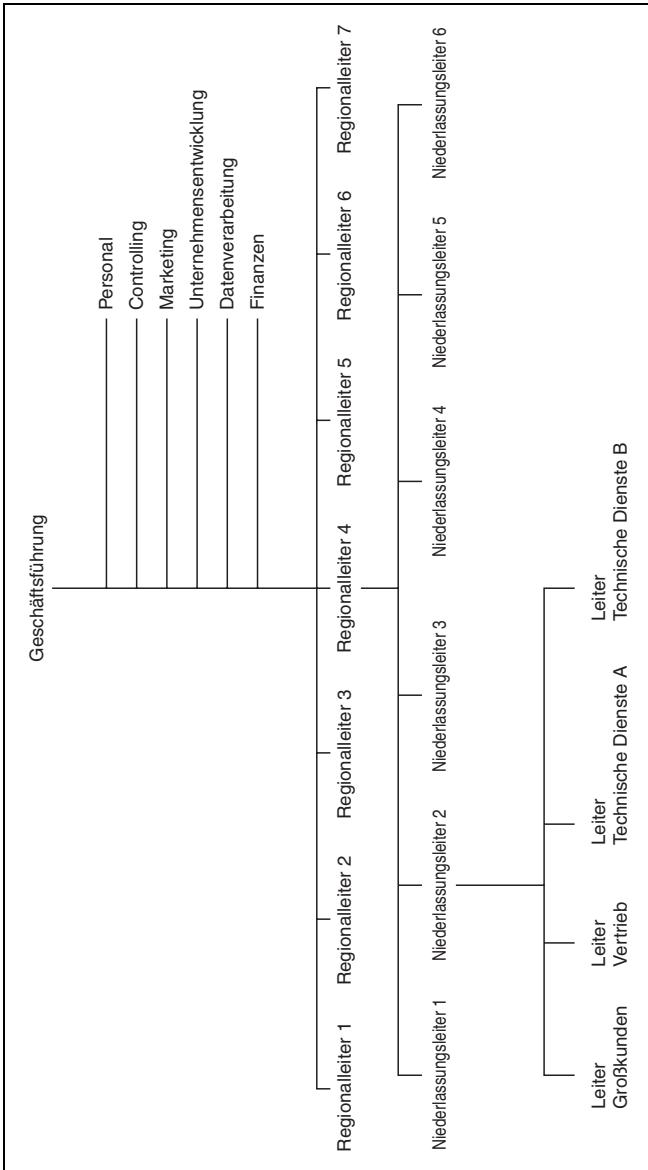 Geschäftsführung
Personal
Controlling
Marketing
Unternehmensentwicklung
Datenverarbeitung
Finanzen
Regionalleiter 1
Regionalleiter 2
Regionalleiter 3
Regionalleiter 4
Regionalleiter 5
Regionalleiter 6
Regionalleiter 7
Niederlassungsleiter 1
Niederlassungsleiter 2
Niederlassungsleiter 3
Niederlassungsleiter 4
Niederlassungsleiter 5
Niederlassungsleiter 6
Leiter
Großkunden
Leiter
Vertrieb
Leiter
Technische Dienste A
Leiter
Technische Dienste B